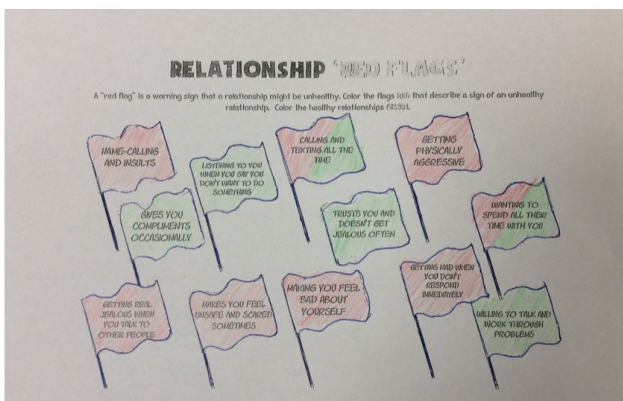 RELATIONSHIP 'RED FLAGS'
A "red flag" is a warning sign that a relationship might be unhealthy. Color the flags RED that describe a sign of an unhealthy
relationship. Color the healthy relationships GREEN.
NAME-CALLING
AND INSULTS
LISTENING TO YOU
WHEN YOU SAY YOU
DON'T WANT TO DO
SOMETHING
CALLING AND
TEXTING ALL THE
TIME
GETTING
PHYSICALLY
AGGRESSIVE
GIVES YOU
COMPLIMENTS
OCCASIONALLY
TRUSTS YOU AND
DOESN'T GET
JEALOUS OFTEN
WANTING TO
SPEND ALL THEIR
TIME WITH YOU
GETTING REAL
JEALOUS WHEN
YOU TALK TO
OTHER PEOPLE
MAKES YOU FEEL
UNSAFE AND SCARED
SOMETIMES
MAKING YOU FEEL
BAD ABOUT
YOURSELF
GETTING MAD WHEN
YOU DON'T
RESPOND
IMMEDIATELY
WILLING TO TALK AND
WORK THROUGH
PROBLEMS